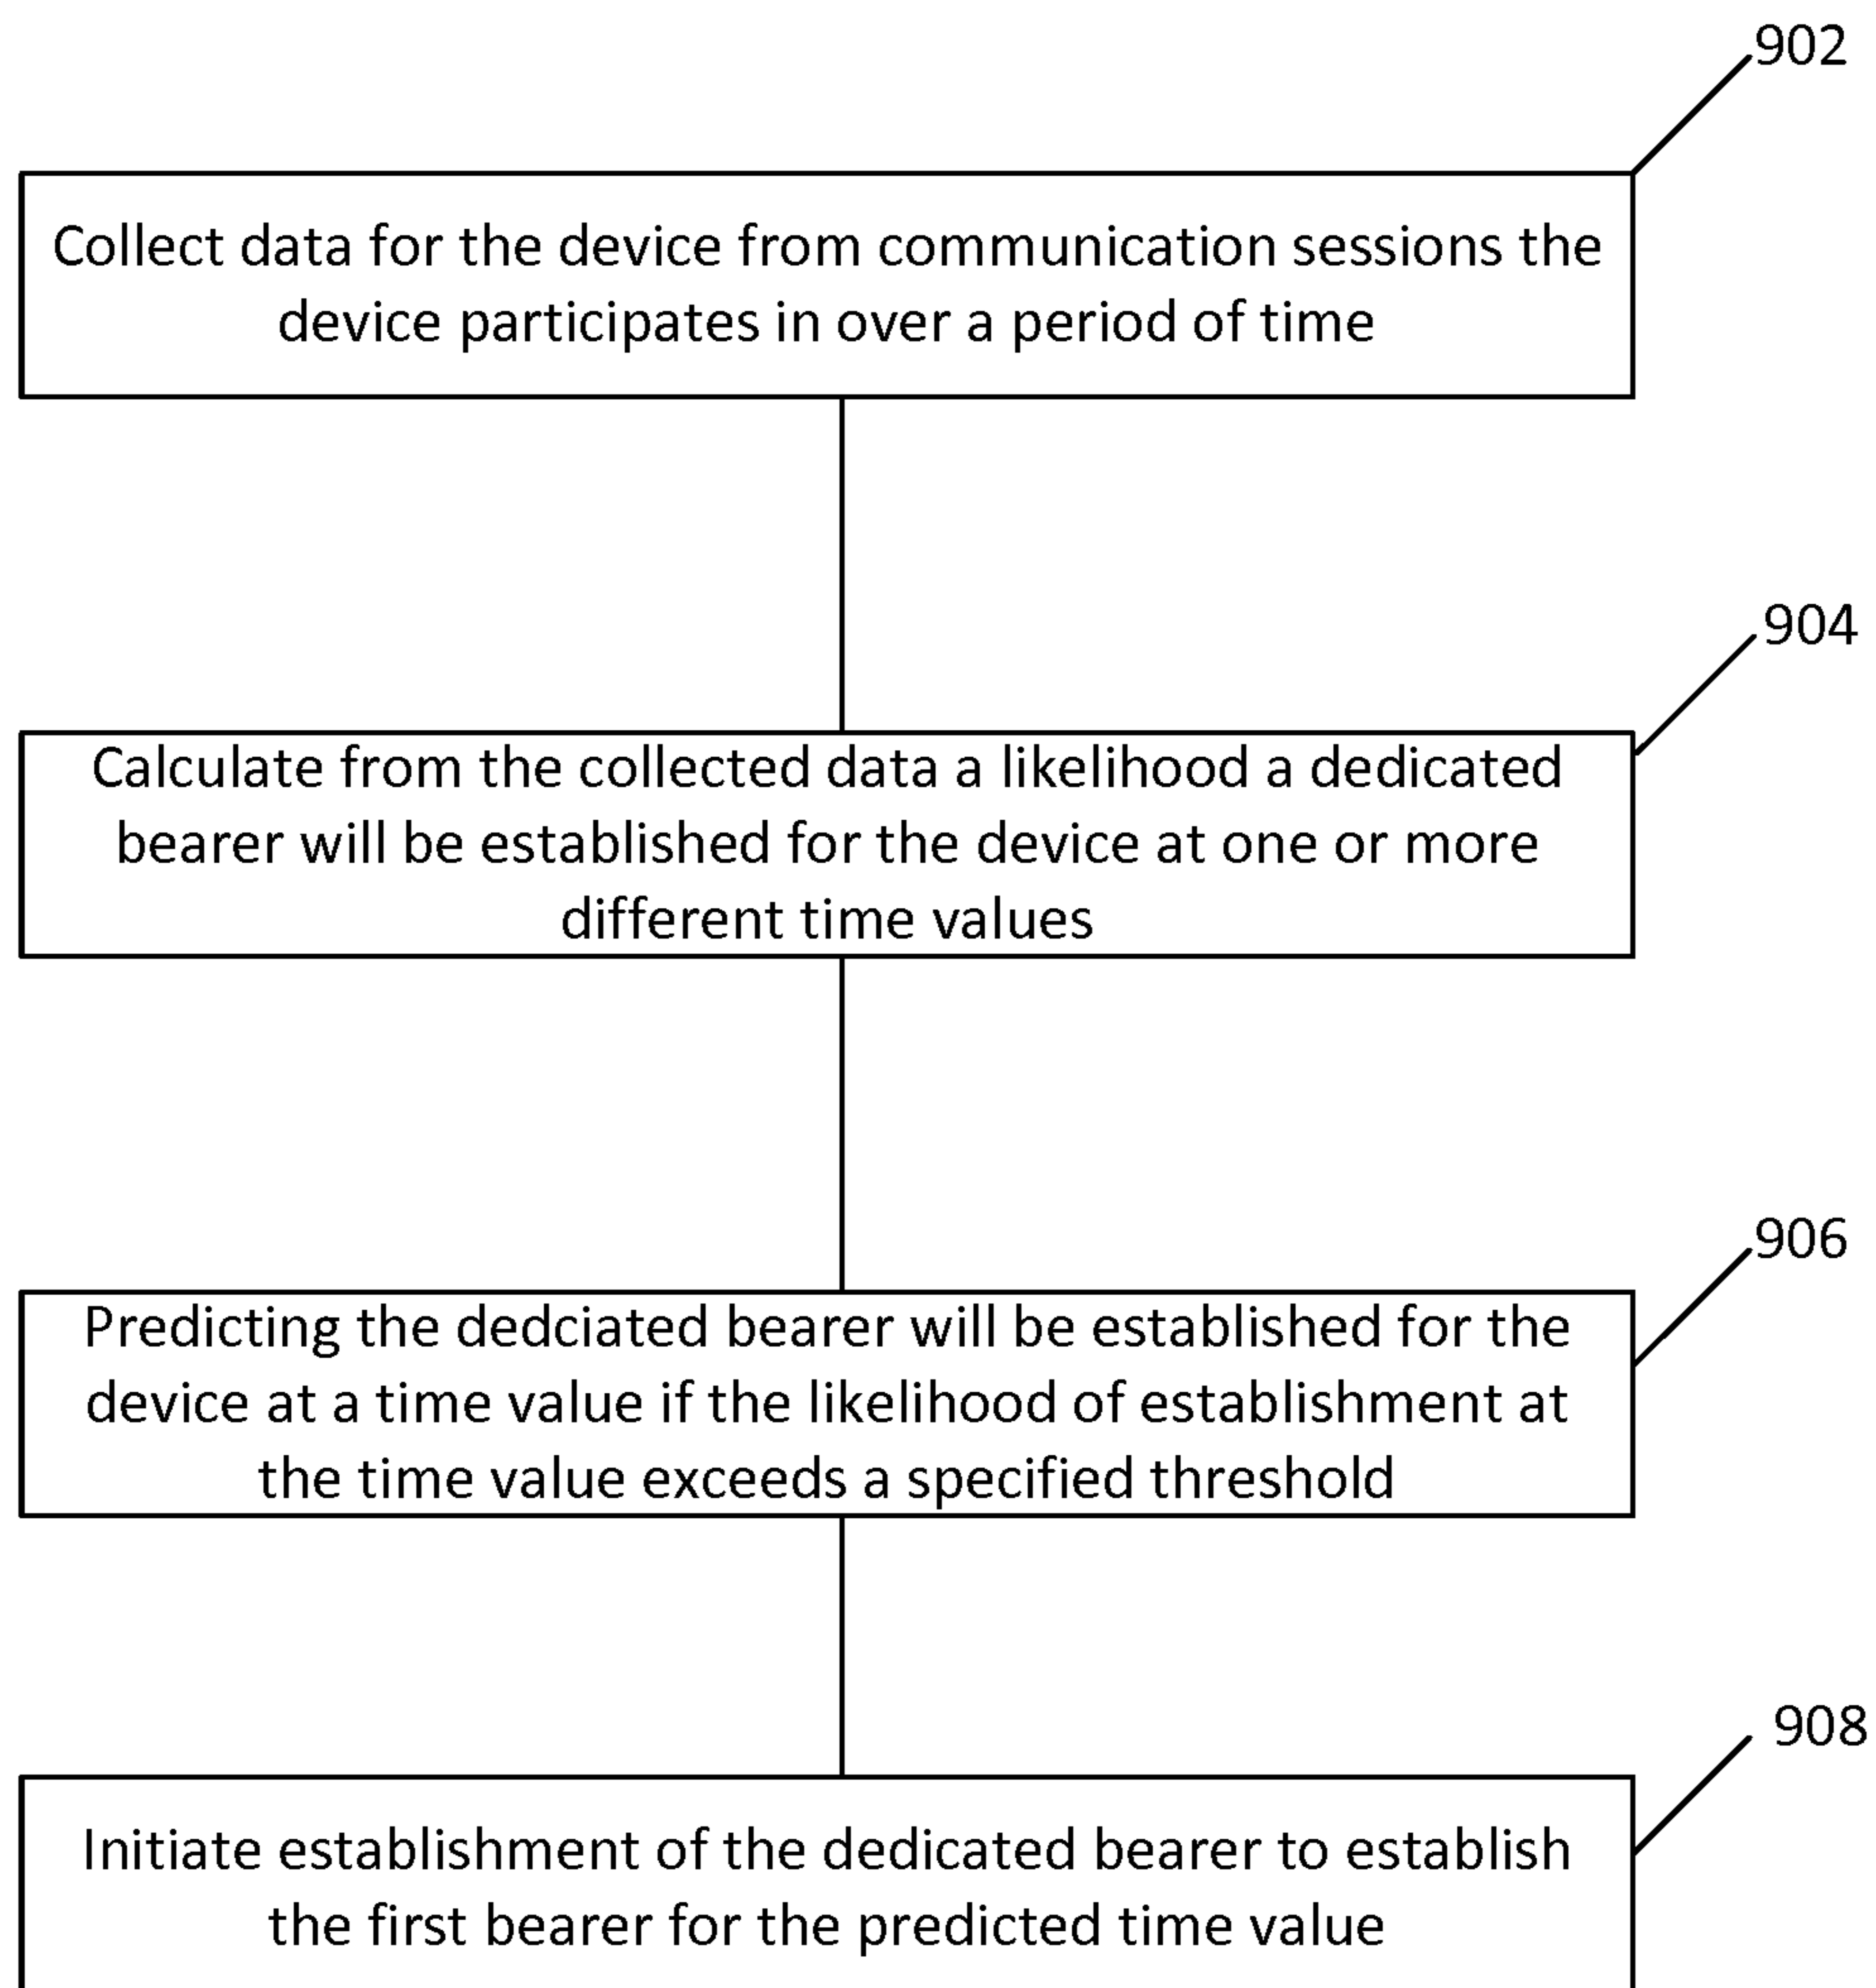 902
Collect data for the device from communication sessions the
device participates in over a period of time
904
Calculate from the collected data a likelihood a dedicated
bearer will be established for the device at one or more
different time values
906
Predicting the dedciated bearer will be established for the
device at a time value if the likelihood of establishment at
the time value exceeds a specified threshold
908
Initiate establishment of the dedicated bearer to establish
the first bearer for the predicted time value